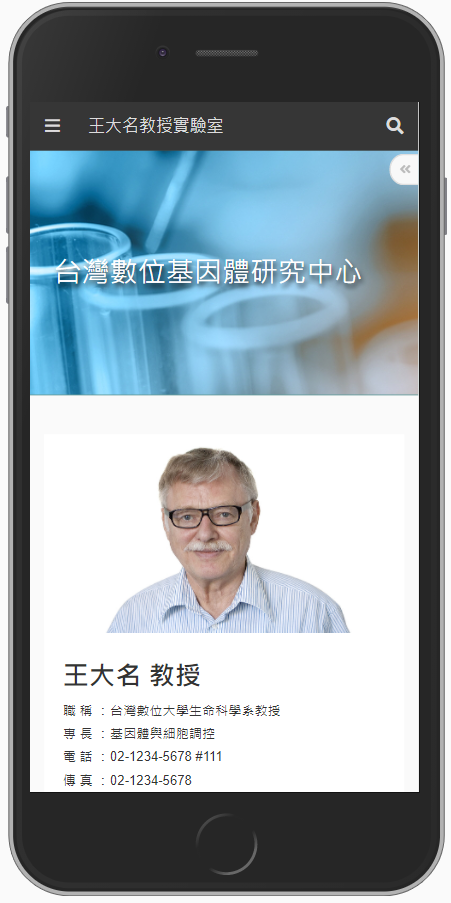 王大名教授實驗室
台灣數位基因體研究中心
王大名 教授
職 稱 ：台灣數位大學生命科學系教授
專 長 ：基因體與細胞調控
電 話 ：02-1234-5678 #111
傳 真 ：02-1234-5678